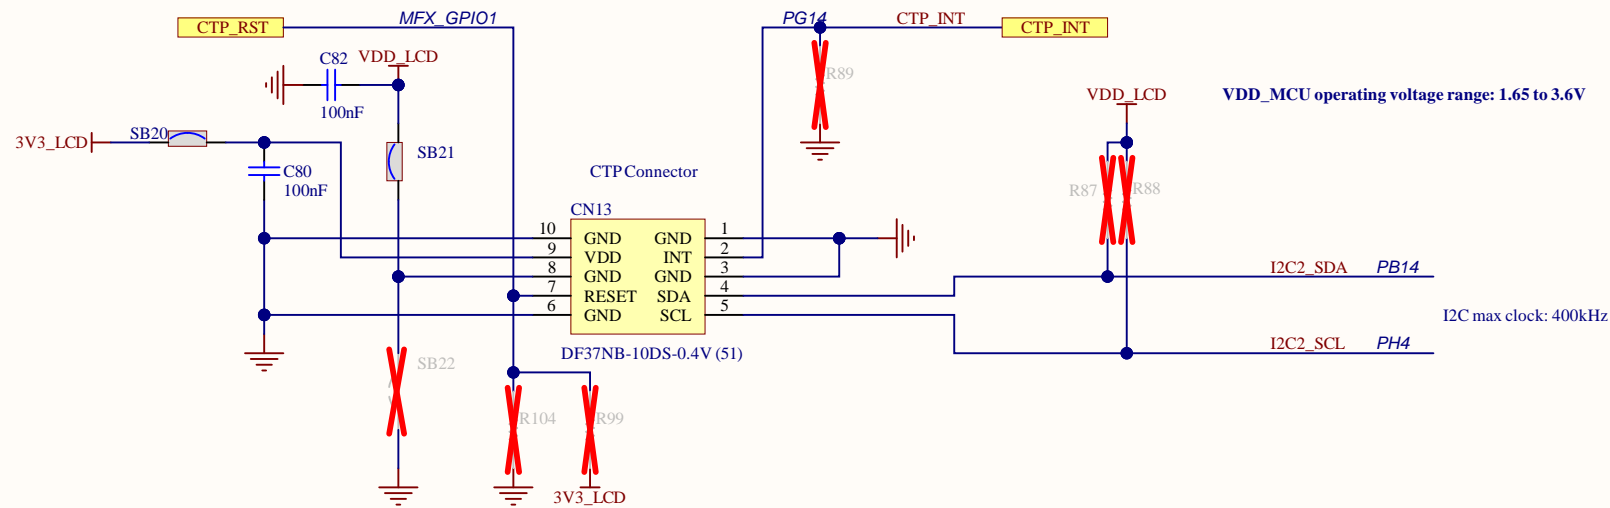 CTP_RST
MFX_GPIO1
PG14
CTP_INT
CTP_INT
C82
VDD_LCD
100nF
R89
VDD_LCD
VDD_MCU operating voltage range: 1.65 to 3.6V
3V3_LCD
SB20
SB21
C80
100nF
CTP Connector
R87
R88
CN13
10 GND GND 1
9 VDD INT 2
8 GND GND 3
7 RESET SDA 4
6 GND SCL 5
DF37NB-10DS-0.4V (51)
I2C2_SDA PB14
I2C max clock: 400kHz
I2C2_SCL PH4
SB22
R104
R99
3V3_LCD